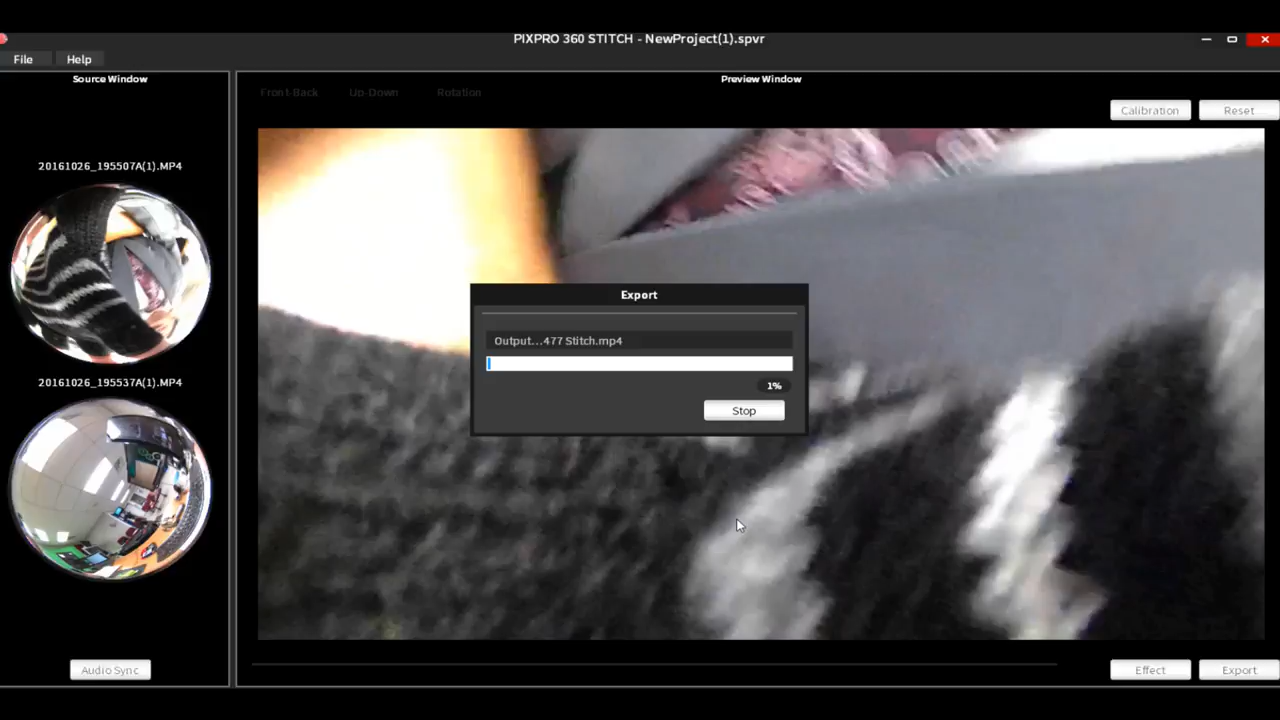 PIXPRO 360 STITCH - NewProject(1).spvr
File Help
Source Window
Preview Window
Front-Back Up-Down Rotation
Calibration Reset
20161026_195507A(1).MP4
Export
Output...477 Stitch.mp4
1%
20161026_195537A(1).MP4
Stop
Audio Sync
Effect Export